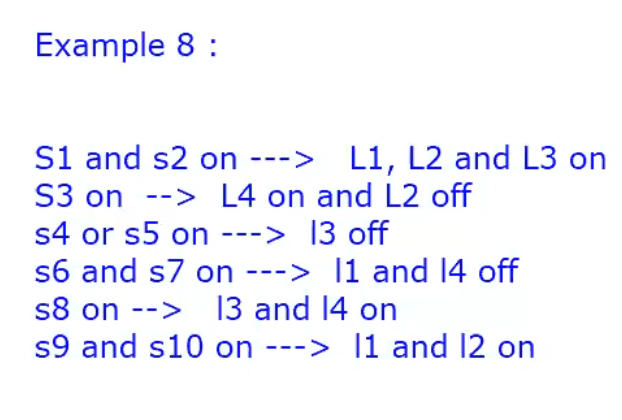 Example 8 :
S1 and s2 on ---> L1, L2 and L3 on
S3 on --> L4 on and L2 off
s4 or s5 on ---> l3 off
s6 and s7 on ---> l1 and l4 off
s8 on --> l3 and l4 on
s9 and s10 on ---> l1 and l2 on